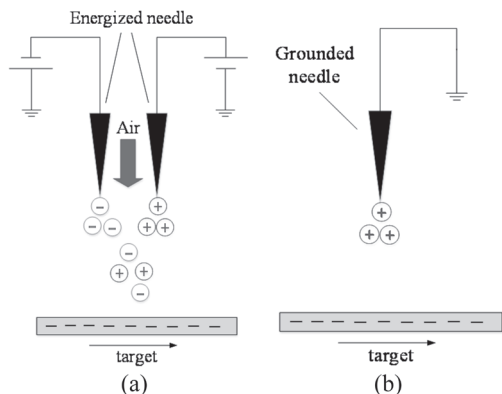 Energized needle
Air
− +
− − + +
− +
+ −
− − − − − − − − −
target
(a)
Grounded
needle
+
+ +
− − − − − − − − −
target
(b)